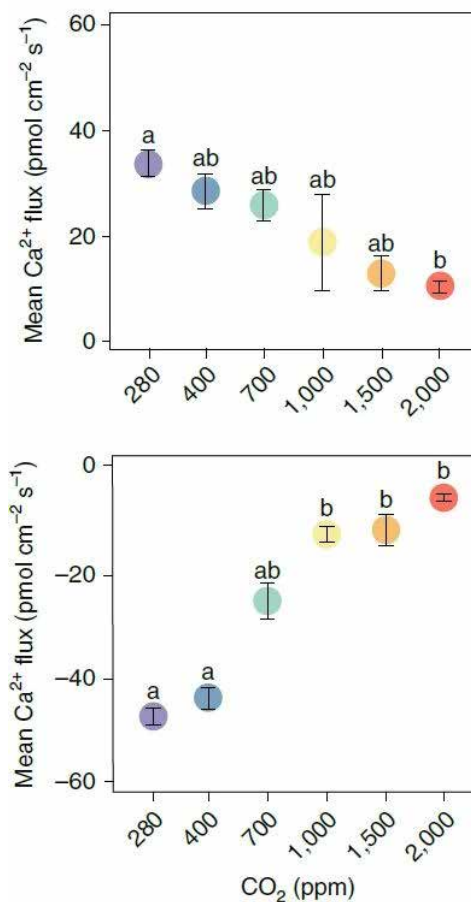 Mean Ca²⁺ flux (pmol cm⁻² s⁻¹)
60
40
20
0
a
ab
ab
ab
ab
b
280
400
700
1,000
1,500
2,000
Mean Ca²⁺ flux (pmol cm⁻² s⁻¹)
0
−20
−40
−60
a
a
ab
b
b
b
280
400
700
1,000
1,500
2,000
CO₂ (ppm)